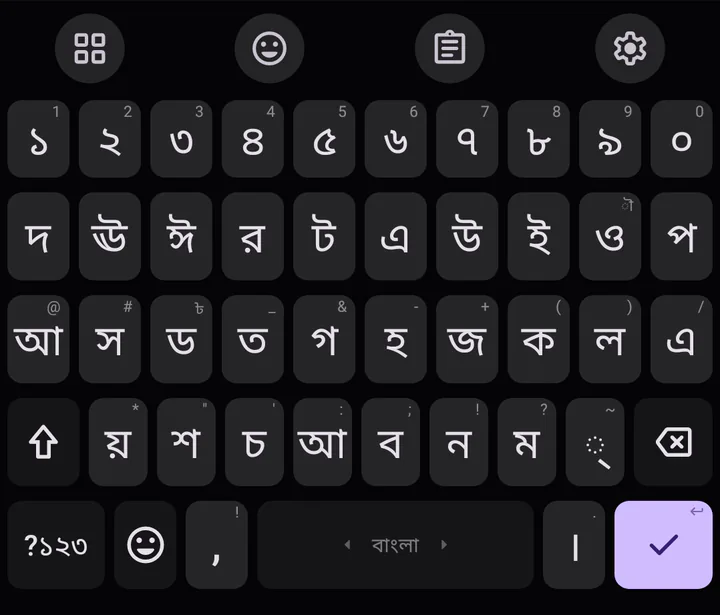 1 2 3 4 5 6 7 8 9 0
১ ২ ৩ ৪ ৫ ৬ ৭ ৮ ৯ ০
ৗ
দ ঊ ঈ র ট এ উ ই ও প
@ # ৳ _ & - + ( ) /
আ স ড ত গ হ জ ক ল এ
* " ' : ; ! ? ~
য় শ চ আ ব ন ম ্
! .
?১২৩ , বাংলা ।